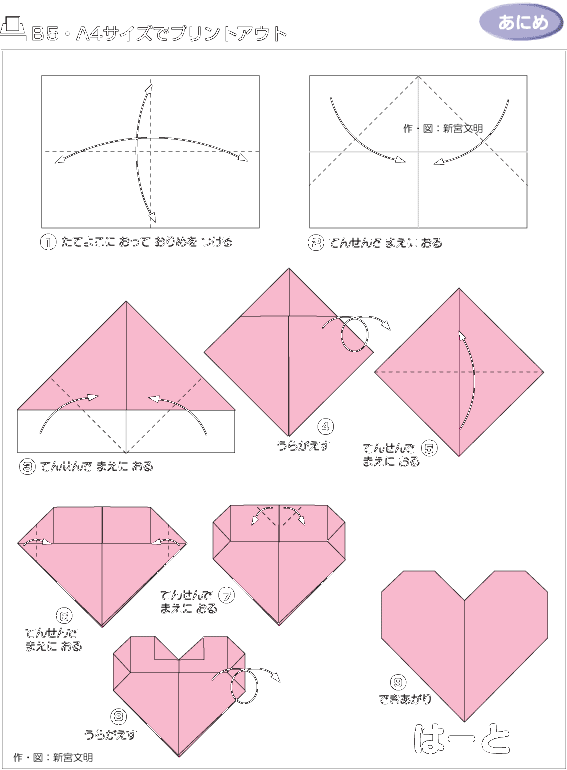 B5・A4サイズでプリントアウト
あにめ
作・図：新宮文明
① たてよこに おって おりめを つける
② てんせんで まえに おる
③ てんせんで まえに おる
④
うらがえす
てんせんで ⑤
まえに おる
⑥
てんせんで
まえに おる
てんせんで ⑦
まえに おる
⑧
うらがえす
⑨
できあがり
はーと
作・図：新宮文明